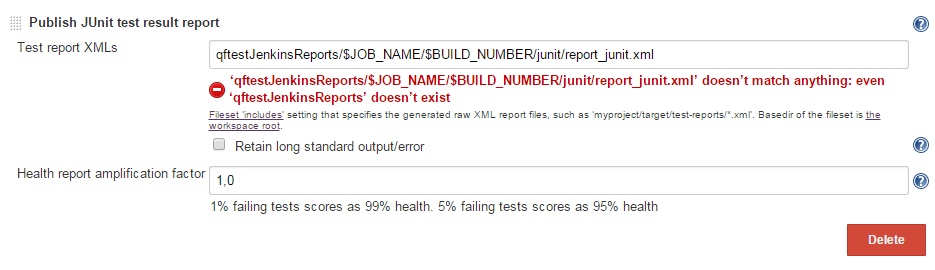 Publish JUnit test result report
?
Test report XMLs
qftestJenkinsReports/$JOB_NAME/$BUILD_NUMBER/junit/report_junit.xml
‘qftestJenkinsReports/$JOB_NAME/$BUILD_NUMBER/junit/report_junit.xml’ doesn’t match anything: even
‘qftestJenkinsReports’ doesn’t exist
Fileset 'includes' setting that specifies the generated raw XML report files, such as 'myproject/target/test-reports/*.xml'. Basedir of the fileset is the
workspace root.
Retain long standard output/error
?
Health report amplification factor
1,0
?
1% failing tests scores as 99% health. 5% failing tests scores as 95% health
Delete